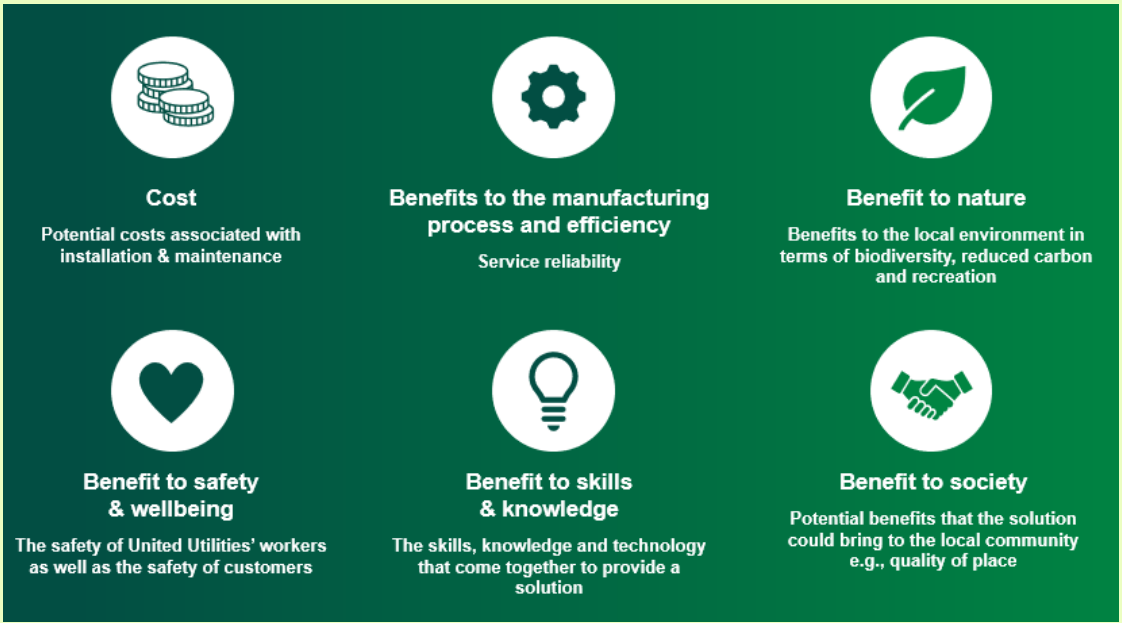 Cost
Potential costs associated with
installation & maintenance
Benefits to the manufacturing
process and efficiency
Service reliability
Benefit to nature
Benefits to the local environment in
terms of biodiversity, reduced carbon
and recreation
Benefit to safety
& wellbeing
The safety of United Utilities’ workers
as well as the safety of customers
Benefit to skills
& knowledge
The skills, knowledge and technology
that come together to provide a
solution
Benefit to society
Potential benefits that the solution
could bring to the local community
e.g., quality of place